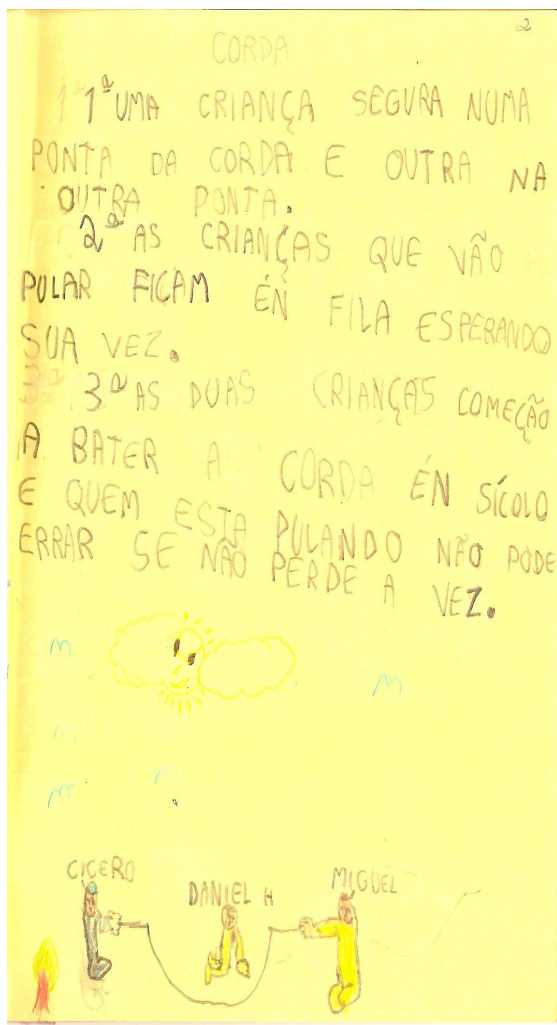 2
CORDA
1ª UMA CRIANÇA SEGURA NUMA
PONTA DA CORDA E OUTRA NA
OUTRA PONTA.
2ª AS CRIANÇAS QUE VÃO
PULAR FICAM ÉN FILA ESPERANDO
SUA VEZ.
3ª AS DUAS CRIANÇAS COMEÇÃO
A BATER A CORDA ÉN SÍCOLO
E QUEM ESTA PULANDO NÃO PODE
ERRAR SE NÃO PERDE A VEZ.
CICERO
DANIEL H
MIGUEL